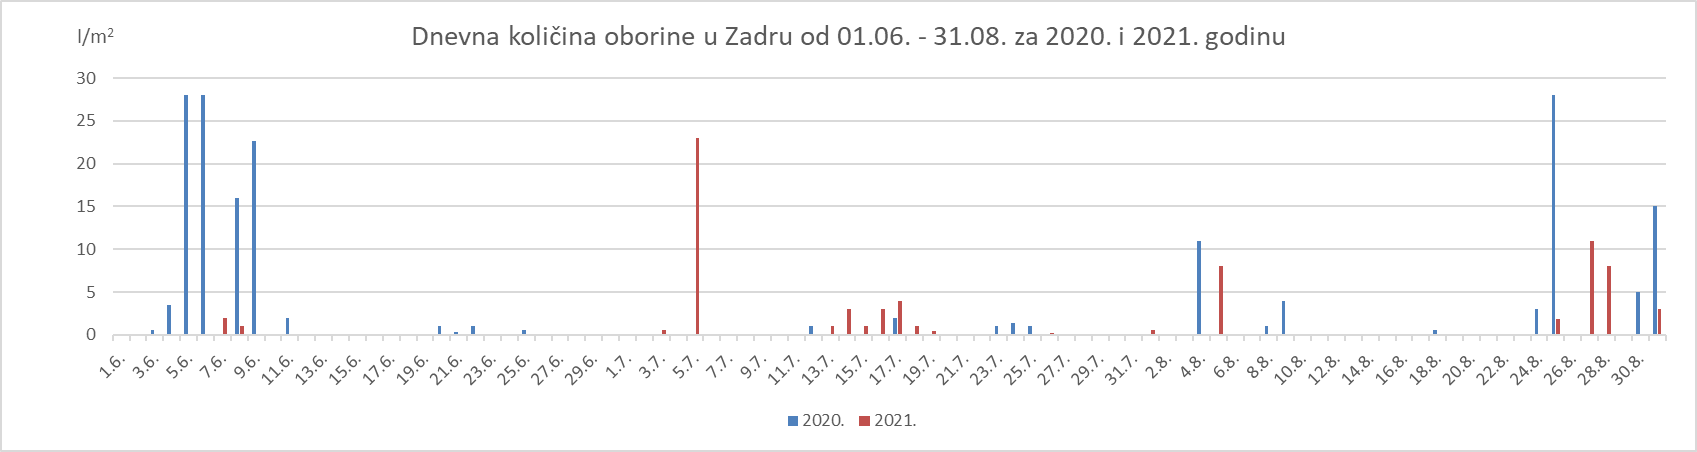 l/m²
Dnevna količina oborine u Zadru od 01.06. - 31.08. za 2020. i 2021. godinu
30
25
20
15
10
5
0
1.6. 3.6. 5.6. 7.6. 9.6. 11.6. 13.6. 15.6. 17.6. 19.6. 21.6. 23.6. 25.6. 27.6. 29.6. 1.7. 3.7. 5.7. 7.7. 9.7. 11.7. 13.7. 15.7. 17.7. 19.7. 21.7. 23.7. 25.7. 27.7. 29.7. 31.7. 2.8. 4.8. 6.8. 8.8. 10.8. 12.8. 14.8. 16.8. 18.8. 20.8. 22.8. 24.8. 26.8. 28.8. 30.8.
2020. 2021.